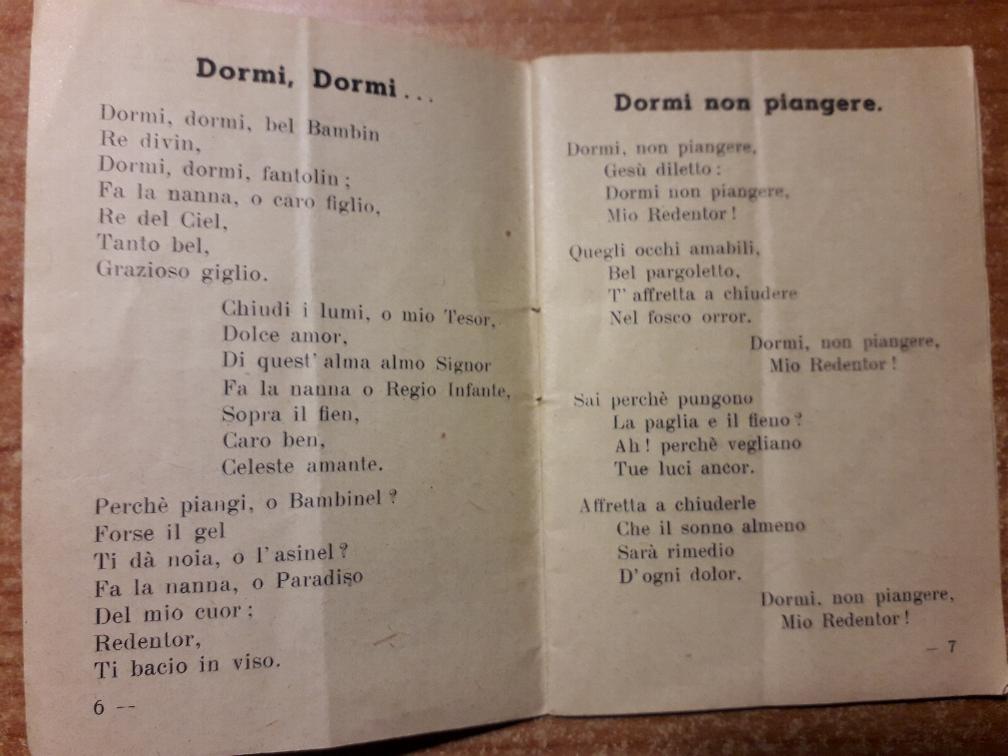 Dormi, Dormi...
Dormi, dormi, bel Bambin
Re divin,
Dormi, dormi, fantolin;
Fa la nanna, o caro figlio,
Re del Ciel,
Tanto bel,
Grazioso giglio.
Chiudi i lumi, o mio Tesor,
Dolce amor,
Di quest' alma almo Signor
Fa la nanna o Regio Infante,
Sopra il fien,
Caro ben,
Celeste amante.
Perchè piangi, o Bambinel?
Forse il gel
Ti dà noia, o l'asinel?
Fa la nanna, o Paradiso
Del mio cuor;
Redentor,
Ti bacio in viso.
6 --
Dormi non piangere.
Dormi, non piangere,
Gesù diletto:
Dormi non piangere,
Mio Redentor!
Quegli occhi amabili,
Bel pargoletto,
T' affretta a chiudere
Nel fosco orror.
Dormi, non piangere,
Mio Redentor!
Sai perchè pungono
La paglia e il fieno?
Ah! perchè vegliano
Tue luci ancor.
Affretta a chiuderle
Che il sonno almeno
Sarà rimedio
D'ogni dolor.
Dormi. non piangere,
Mio Redentor!
– 7